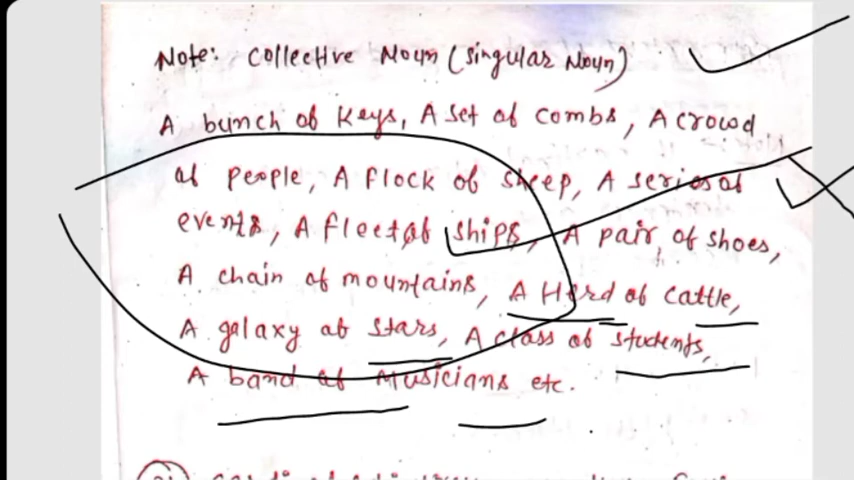 Note: Collective Noun (Singular Noun)
A bunch of Keys, A set of combs, A crowd
of people, A flock of sheep, A series of
events, A fleet of ships, A pair of shoes,
A chain of mountains, A Herd of cattle,
A galaxy of stars, A class of students,
A band of Musicians etc.